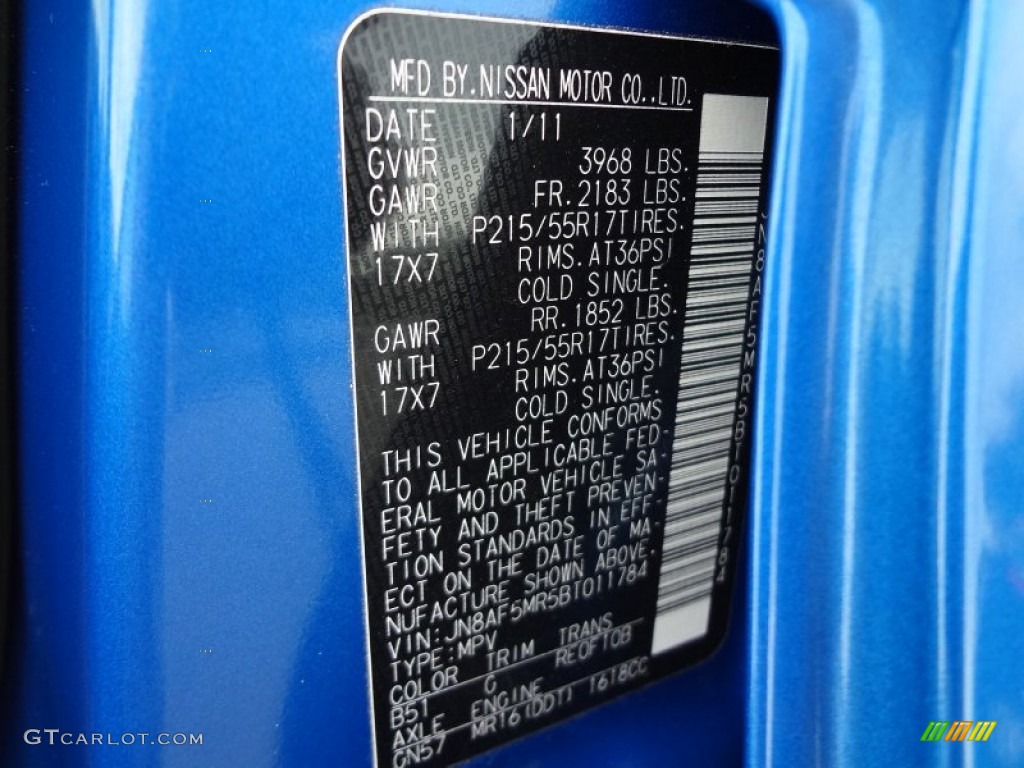 MFD BY.NISSAN MOTOR CO.,LTD.
DATE 1/11
GVWR 3968 LBS.
GAWR FR.2183 LBS.
WITH P215/55R17TIRES.
17X7 RIMS.AT36PSI
COLD SINGLE.
GAWR RR.1852 LBS.
WITH P215/55R17TIRES.
17X7 RIMS.AT36PSI
COLD SINGLE.
THIS VEHICLE CONFORMS
TO ALL APPLICABLE FED-
ERAL MOTOR VEHICLE SA-
FETY AND THEFT PREVEN-
TION STANDARDS IN EFF-
ECT ON THE DATE OF MA-
NUFACTURE SHOWN ABOVE.
VIN:JN8AF5MR5BT011784
TYPE:MPV
COLOR TRIM TRANS
B51 G RE0F10B
AXLE ENGINE
GN57 MR16(DDT) 1618CC
JN8AF5MR5BT011784
GTCARLOT.COM